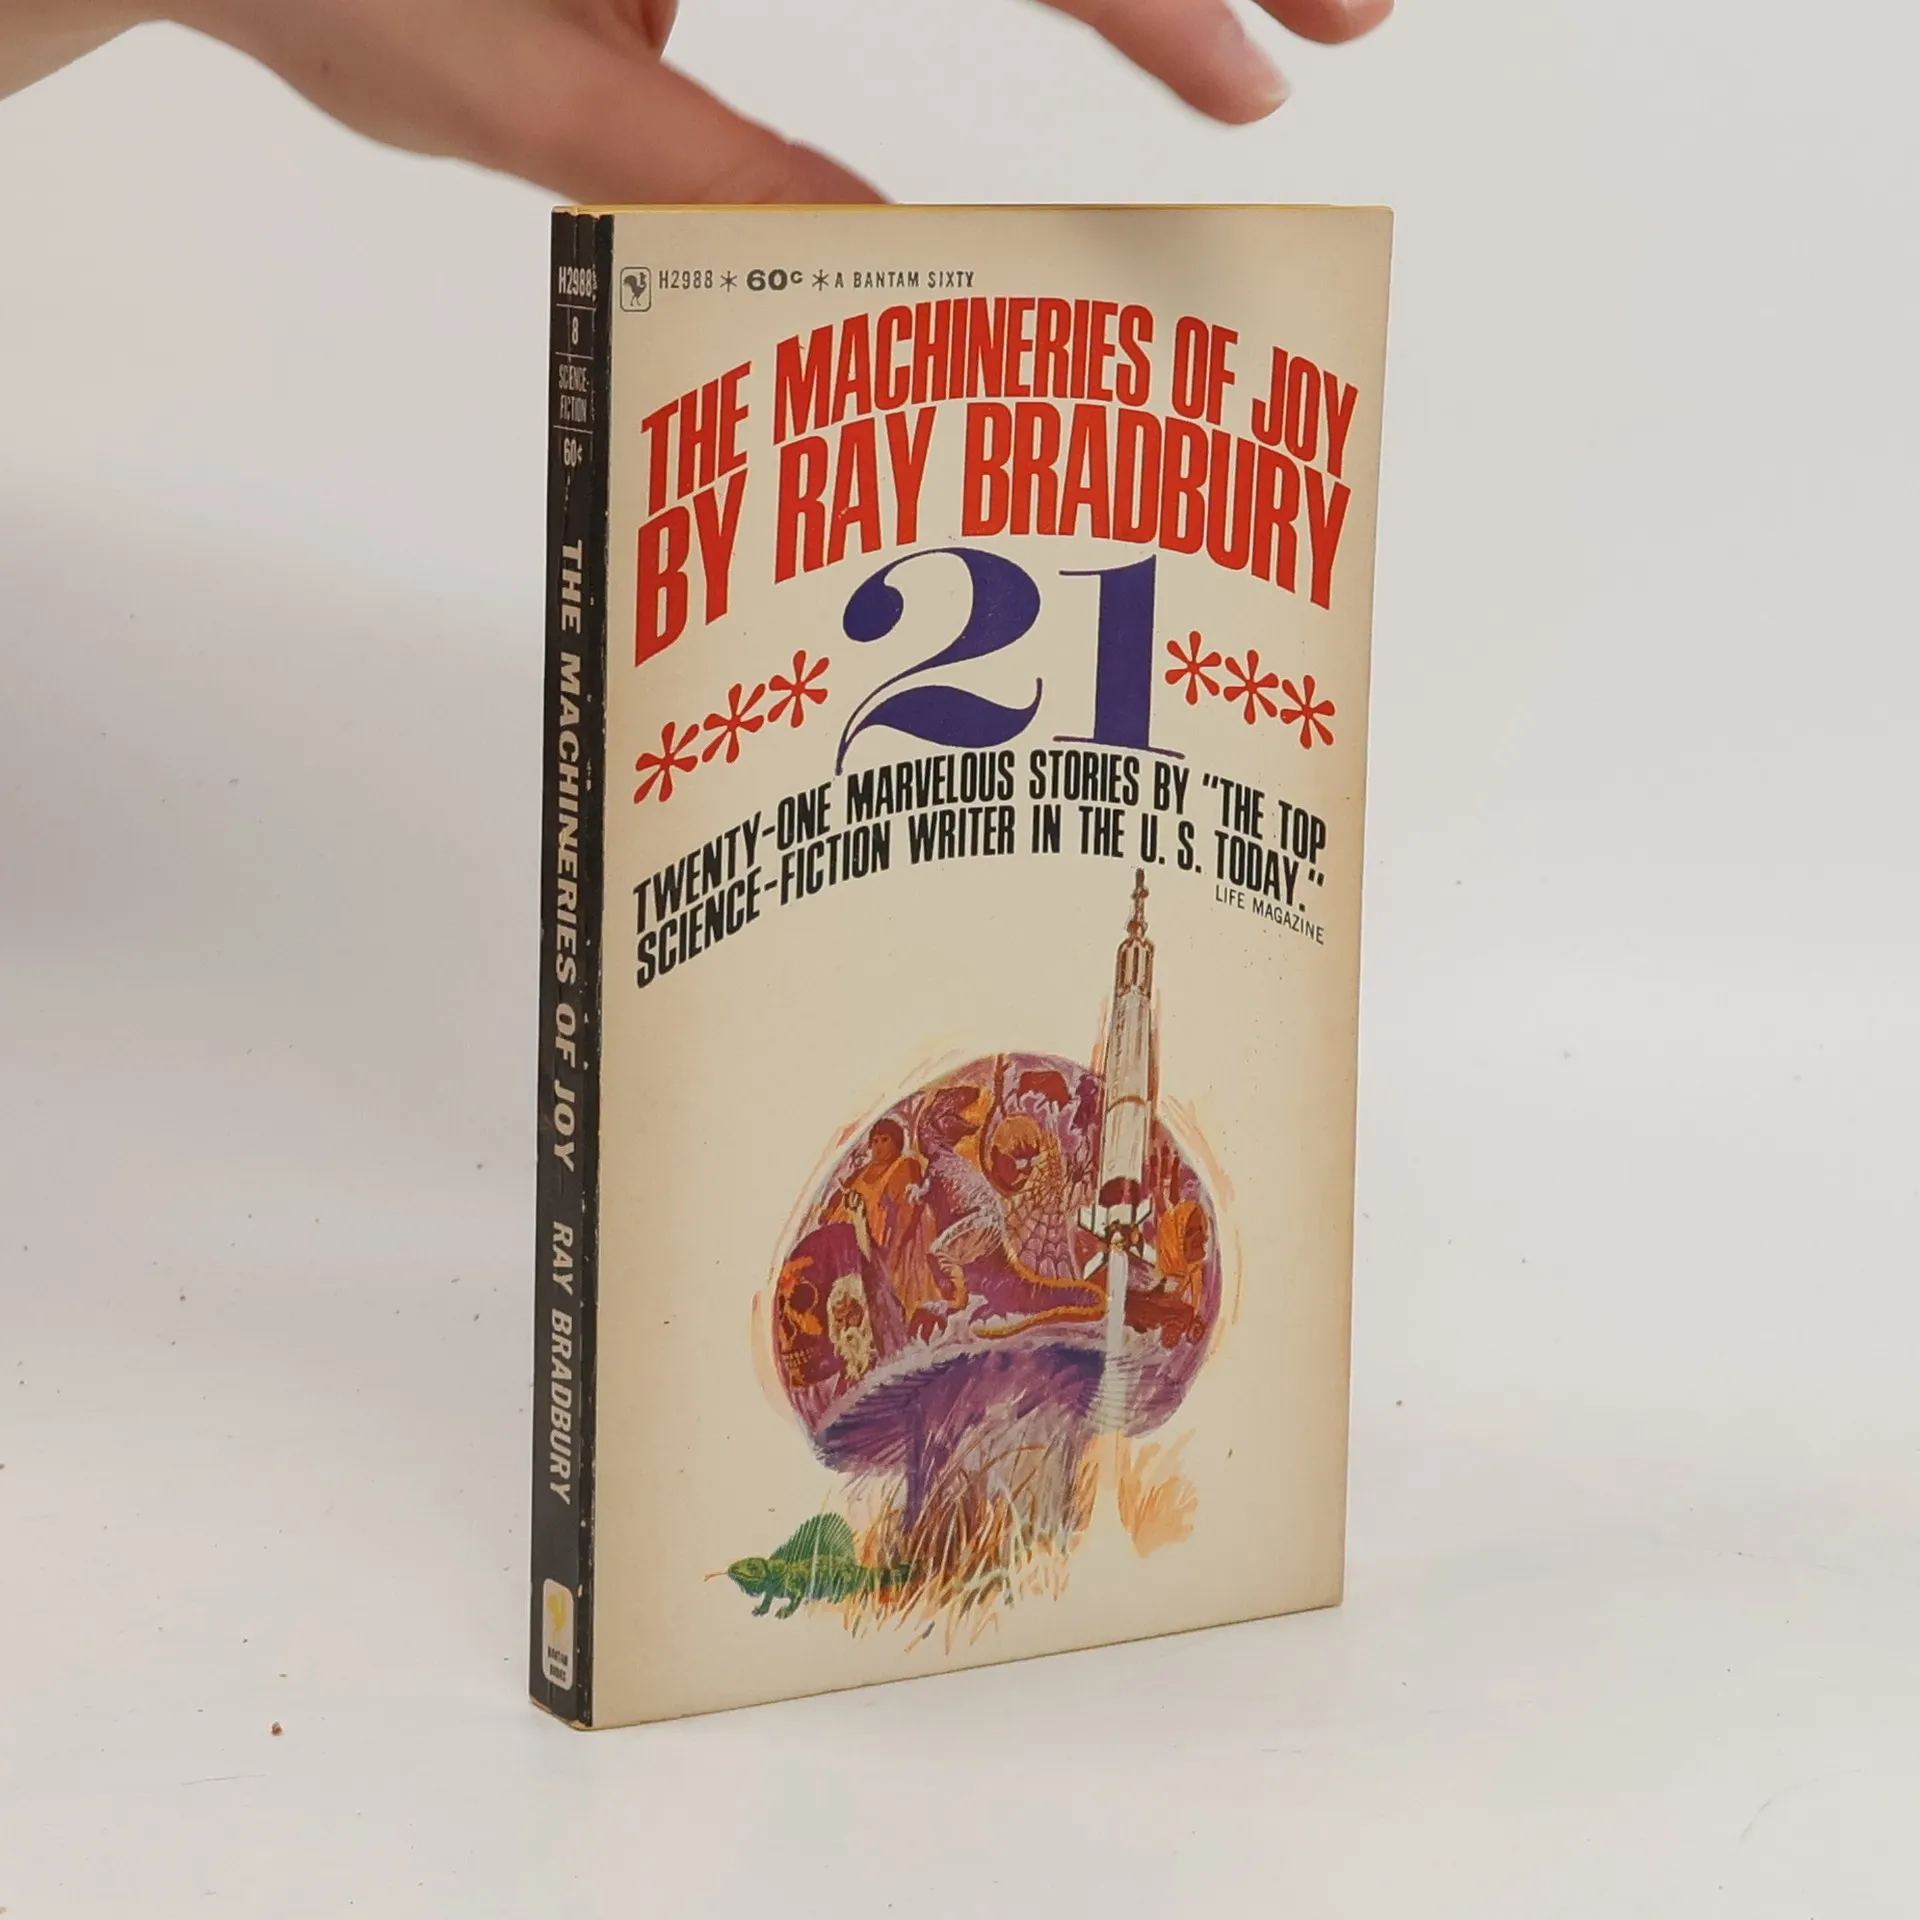 H2988 * 60¢ * A BANTAM SIXTY
THE MACHINERIES OF JOY
BY RAY BRADBURY
*** 21 ***
TWENTY-ONE MARVELOUS STORIES BY "THE TOP
SCIENCE-FICTION WRITER IN THE U. S. TODAY."
LIFE MAGAZINE
H2988
8
SCIENCE-
FICTION
60¢
THE MACHINERIES OF JOY
RAY BRADBURY
BANTAM
BOOKS